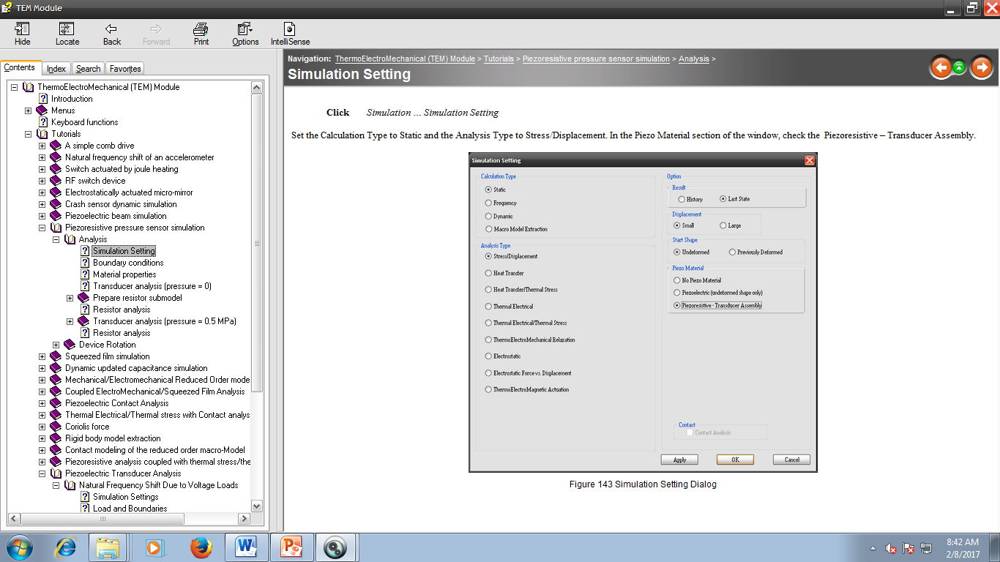 TEM Module
Hide Locate Back Forward Print Options IntelliSense
Contents Index Search Favorites
ThermoElectroMechanical (TEM) Module
Introduction
Menus
Keyboard functions
Tutorials
A simple comb drive
Natural frequency shift of an accelerometer
Switch actuated by joule heating
RF switch device
Electrostatically actuated micro-mirror
Crash sensor dynamic simulation
Piezoelectric beam simulation
Piezoresistive pressure sensor simulation
Analysis
Simulation Setting
Boundary conditions
Material properties
Transducer analysis (pressure = 0)
Prepare resistor submodel
Resistor analysis
Transducer analysis (pressure = 0.5 MPa)
Resistor analysis
Device Rotation
Squeezed film simulation
Dynamic updated capacitance simulation
Mechanical/Electromechanical Reduced Order mode
Coupled ElectroMechanical/Squeezed Film Analysis
Piezoelectric Contact Analysis
Thermal Electrical/Thermal stress with Contact analys
Coriolis force
Rigid body model extraction
Contact modeling of the reduced order macro-Model
Piezoresistive analysis coupled with thermal stress/the
Piezoelectric Transducer Analysis
Natural Frequency Shift Due to Voltage Loads
Simulation Settings
Load and Boundaries
Navigation: ThermoElectroMechanical (TEM) Module > Tutorials > Piezoresistive pressure sensor simulation > Analysis >
Simulation Setting
Click Simulation ... Simulation Setting
Set the Calculation Type to Static and the Analysis Type to Stress/Displacement. In the Piezo Material section of the window, check the Piezoresistive – Transducer Assembly.
Simulation Setting
Calculation Type
Static
Frequency
Dynamic
Macro Model Extraction
Analysis Type
Stress/Displacement
Heat Transfer
Heat Transfer/Thermal Stress
Thermal Electrical
Thermal Electrical/Thermal Stress
ThermoElectroMechanical Relaxation
Electrostatic
Electrostatic Force vs. Displacement
ThermoElectroMagnetic Actuation
Option
Result
History Last State
Displacement
Small Large
Start Shape
Undeformed Previously Deformed
Piezo Material
No Piezo Material
Piezoelectric (undeformed shape only)
Piezoresistive - Transducer Assembly
Contact
Contact Analysis
Apply OK Cancel
Figure 143 Simulation Setting Dialog
8:42 AM
2/8/2017